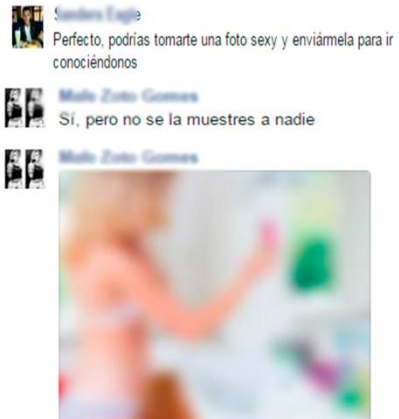 Perfecto, podrías tomarte una foto sexy y enviármela para ir
conociéndonos
Sí, pero no se la muestres a nadie